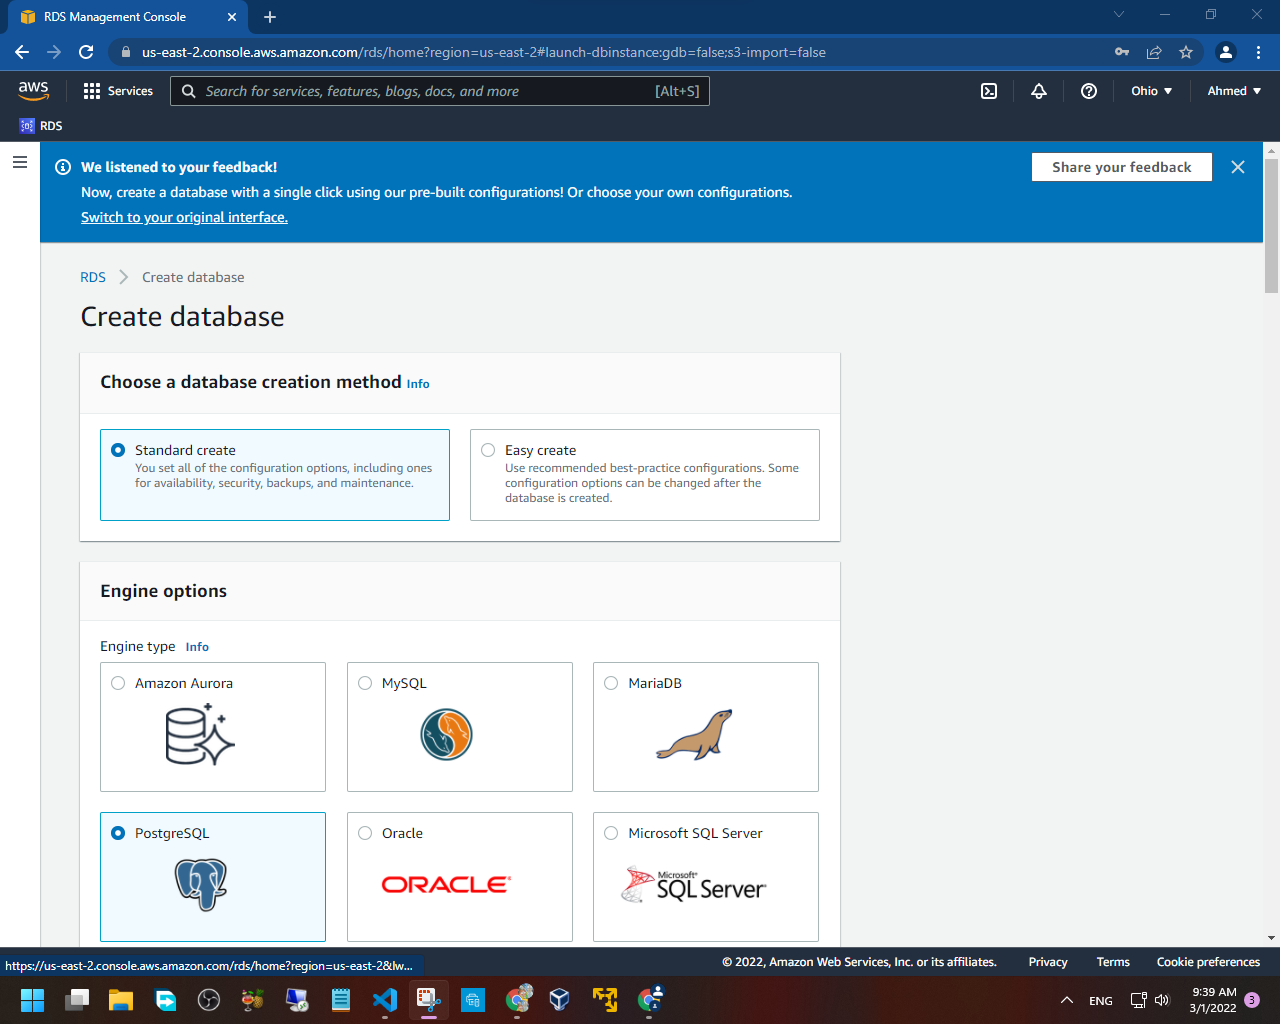 RDS Management Console
us-east-2.console.aws.amazon.com/rds/home?region=us-east-2#launch-dbinstance:gdb=false;s3-import=false
aws
Services
Search for services, features, blogs, docs, and more
[Alt+S]
Ohio
Ahmed
RDS
We listened to your feedback!
Now, create a database with a single click using our pre-built configurations! Or choose your own configurations.
Switch to your original interface.
Share your feedback
RDS
Create database
Create database
Choose a database creation method Info
Standard create
You set all of the configuration options, including ones
for availability, security, backups, and maintenance.
Easy create
Use recommended best-practice configurations. Some
configuration options can be changed after the
database is created.
Engine options
Engine type Info
Amazon Aurora
MySQL
MariaDB
PostgreSQL
Oracle
ORACLE
Microsoft SQL Server
Microsoft®
SQL Server
https://us-east-2.console.aws.amazon.com/rds/home?region=us-east-2&lw...
© 2022, Amazon Web Services, Inc. or its affiliates.
Privacy
Terms
Cookie preferences
ENG
9:39 AM
3/1/2022
3